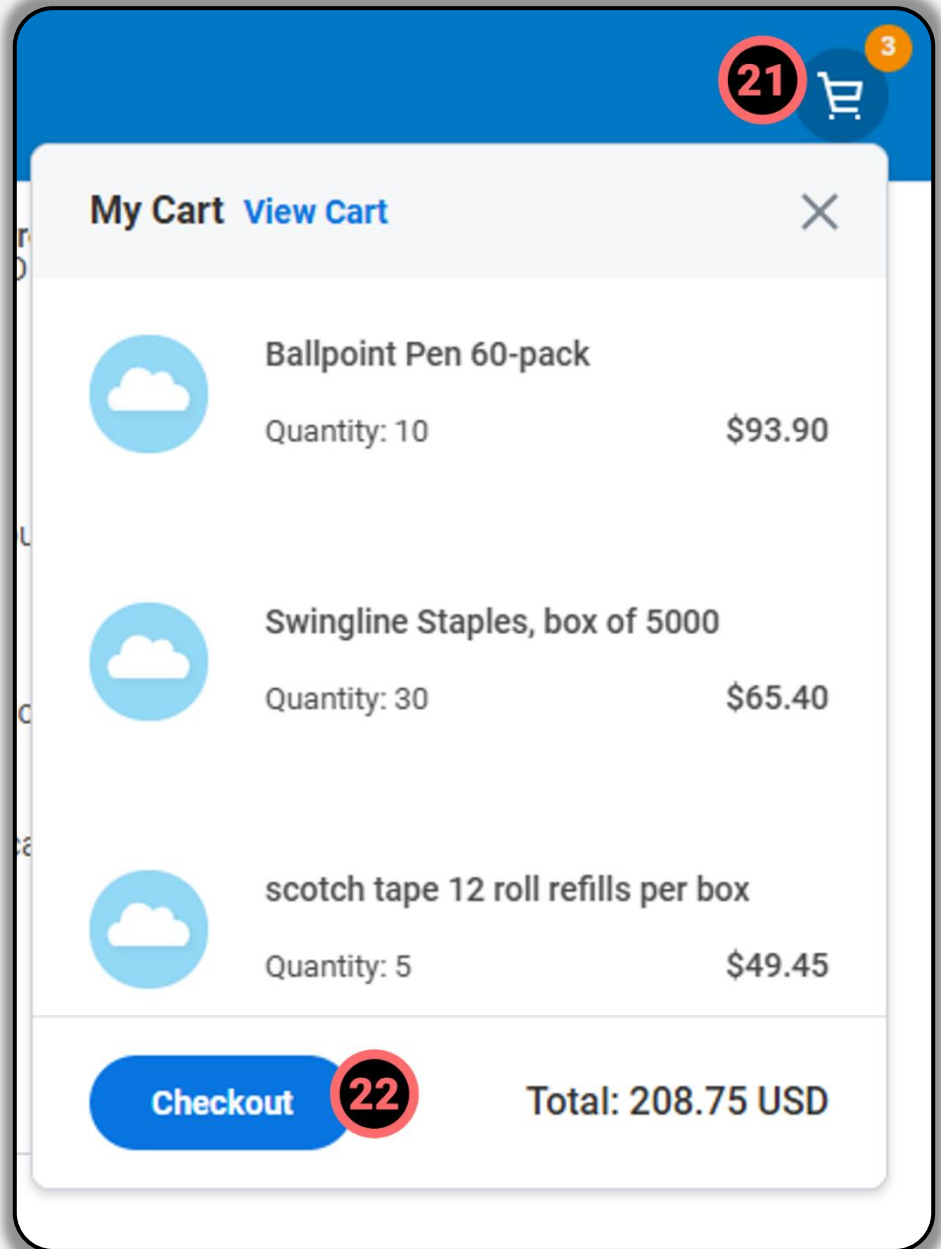 21
3
My Cart View Cart
Ballpoint Pen 60-pack
Quantity: 10 $93.90
Swingline Staples, box of 5000
Quantity: 30 $65.40
scotch tape 12 roll refills per box
Quantity: 5 $49.45
Checkout 22 Total: 208.75 USD